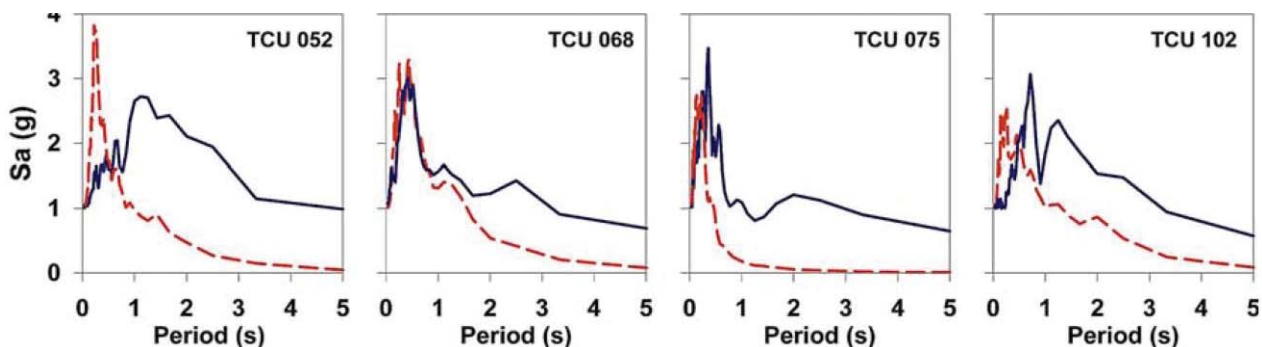 4
TCU 052 TCU 068 TCU 075 TCU 102
3
Sa (g)
2
1
0
0 1 2 3 4 5 0 1 2 3 4 5 0 1 2 3 4 5 0 1 2 3 4 5
Period (s) Period (s) Period (s) Period (s)